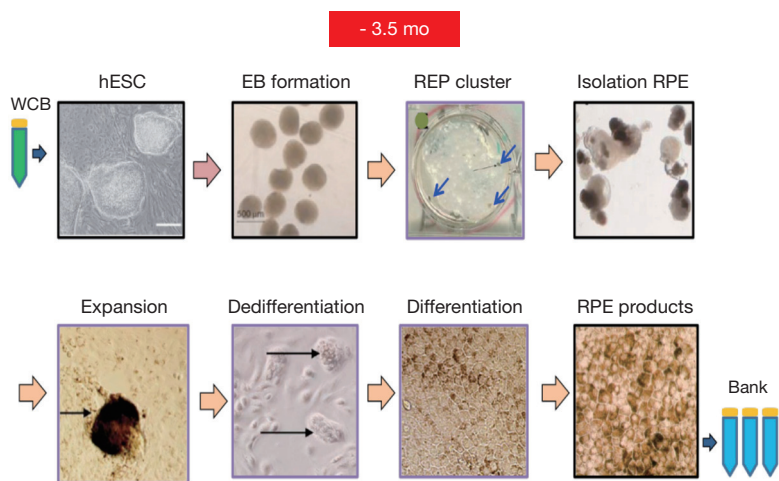 - 3.5 mo
hESC
EB formation
REP cluster
Isolation RPE
WCB
500 μm
Expansion
Dedifferentiation
Differentiation
RPE products
Bank